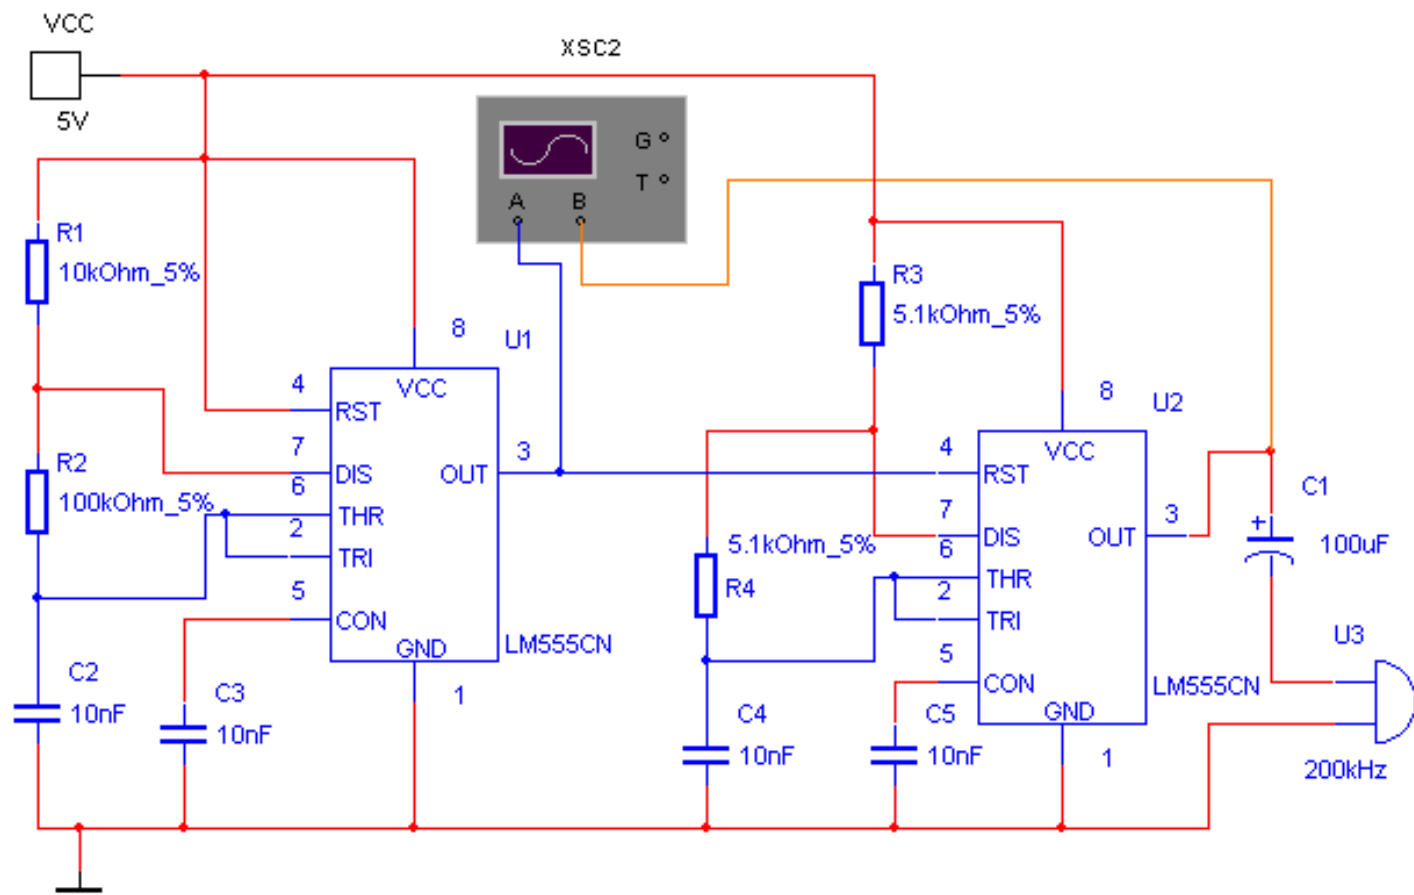 VCC
5V
XSC2
G
T
A
B
R1
10kOhm_5%
R2
100kOhm_5%
8
U1
4
VCC
RST
7
DIS
3
OUT
6
THR
2
TRI
5
CON
GND
LM555CN
1
C2
10nF
C3
10nF
R3
5.1kOhm_5%
8
U2
4
VCC
RST
7
DIS
3
OUT
6
THR
2
TRI
5
CON
GND
LM555CN
1
5.1kOhm_5%
R4
C4
10nF
C5
10nF
C1
+
100uF
U3
200kHz